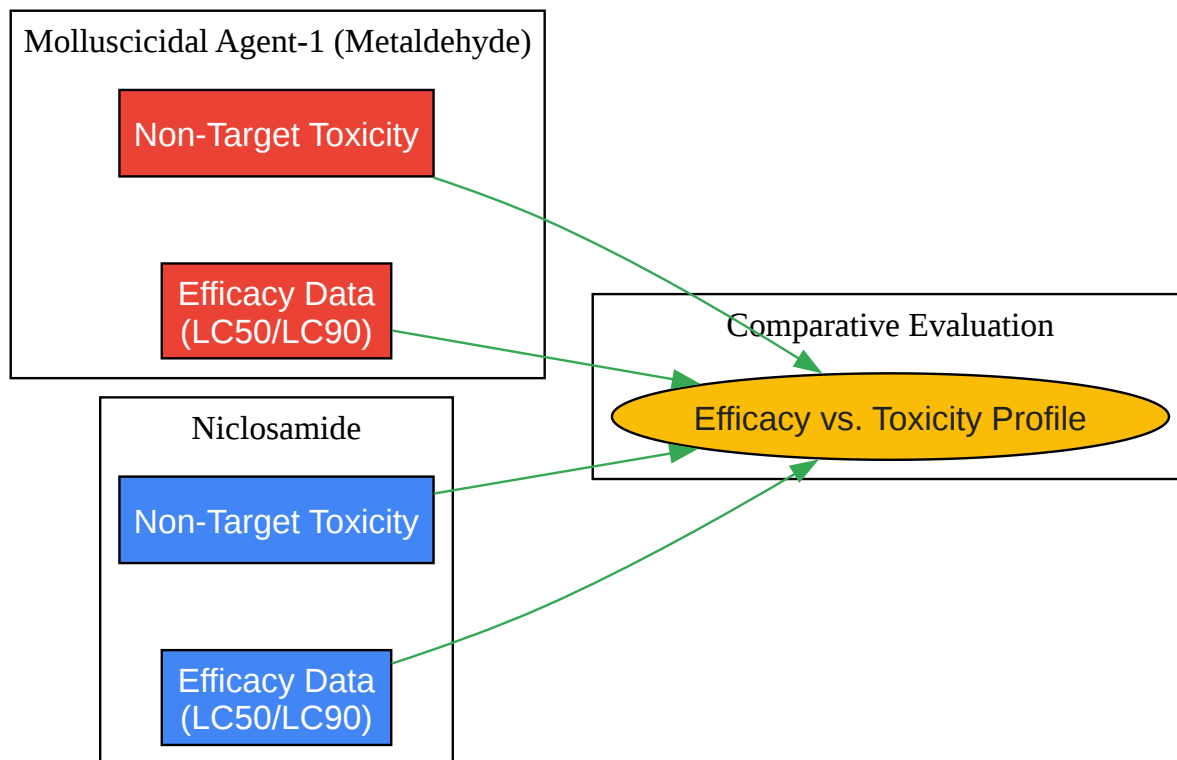 Molluscicidal Agent-1 (Metaldehyde)
Non-Target Toxicity
Efficacy Data
(LC50/LC90)
Niclosamide
Non-Target Toxicity
Efficacy Data
(LC50/LC90)
Comparative Evaluation
Efficacy vs. Toxicity Profile